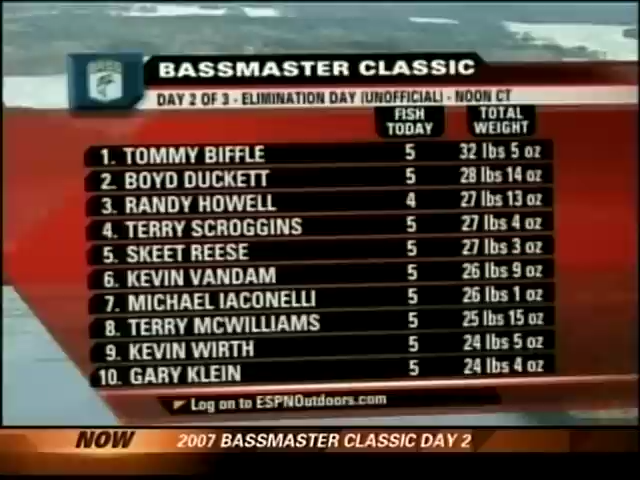 BASSMASTER CLASSIC
DAY 2 OF 3 - ELIMINATION DAY (UNOFFICIAL) - NOON CT
FISH TODAY TOTAL WEIGHT
1. TOMMY BIFFLE 5 32 lbs 5 oz
2. BOYD DUCKETT 5 28 lbs 14 oz
3. RANDY HOWELL 4 27 lbs 13 oz
4. TERRY SCROGGINS 5 27 lbs 4 oz
5. SKEET REESE 5 27 lbs 3 oz
6. KEVIN VANDAM 5 26 lbs 9 oz
7. MICHAEL IACONELLI 5 26 lbs 1 oz
8. TERRY MCWILLIAMS 5 25 lbs 15 oz
9. KEVIN WIRTH 5 24 lbs 5 oz
10. GARY KLEIN 5 24 lbs 4 oz
Log on to ESPNOutdoors.com
NOW 2007 BASSMASTER CLASSIC DAY 2